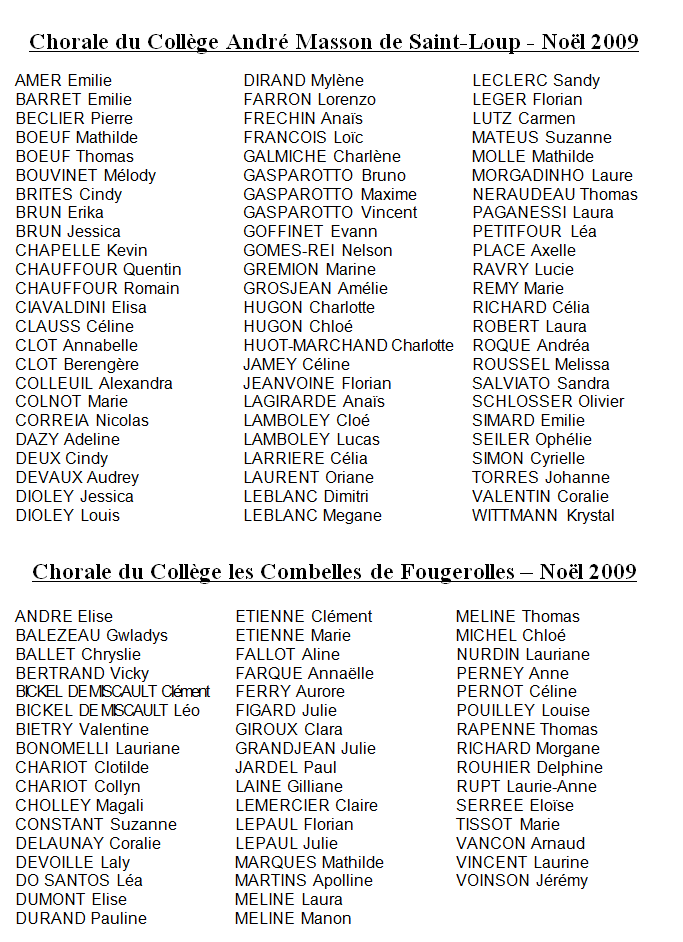 Chorale du Collège André Masson de Saint-Loup - Noël 2009
AMER Emilie
BARRET Emilie
BECLIER Pierre
BOEUF Mathilde
BOEUF Thomas
BOUVINET Mélody
BRITES Cindy
BRUN Erika
BRUN Jessica
CHAPELLE Kevin
CHAUFFOUR Quentin
CHAUFFOUR Romain
CIAVALDINI Elisa
CLAUSS Céline
CLOT Annabelle
CLOT Berengère
COLLEUIL Alexandra
COLNOT Marie
CORREIA Nicolas
DAZY Adeline
DEUX Cindy
DEVAUX Audrey
DIOLEY Jessica
DIOLEY Louis
DIRAND Mylène
FARRON Lorenzo
FRECHIN Anaïs
FRANCOIS Loïc
GALMICHE Charlène
GASPAROTTO Bruno
GASPAROTTO Maxime
GASPAROTTO Vincent
GOFFINET Evann
GOMES-REI Nelson
GREMION Marine
GROSJEAN Amélie
HUGON Charlotte
HUGON Chloé
HUOT-MARCHAND Charlotte
JAMEY Céline
JEANVOINE Florian
LAGIRARDE Anaïs
LAMBOLEY Cloé
LAMBOLEY Lucas
LARRIERE Célia
LAURENT Oriane
LEBLANC Dimitri
LEBLANC Megane
LECLERC Sandy
LEGER Florian
LUTZ Carmen
MATEUS Suzanne
MOLLE Mathilde
MORGADINHO Laure
NERAUDEAU Thomas
PAGANESSI Laura
PETITFOUR Léa
PLACE Axelle
RAVRY Lucie
REMY Marie
RICHARD Célia
ROBERT Laura
ROQUE Andréa
ROUSSEL Melissa
SALVIATO Sandra
SCHLOSSER Olivier
SIMARD Emilie
SEILER Ophélie
SIMON Cyrielle
TORRES Johanne
VALENTIN Coralie
WITTMANN Krystal
Chorale du Collège les Combelles de Fougerolles – Noël 2009
ANDRE Elise
BALEZEAU Gwladys
BALLET Chryslie
BERTRAND Vicky
BICKEL DE MISCAULT Clément
BICKEL DE MISCAULT Léo
BIETRY Valentine
BONOMELLI Lauriane
CHARIOT Clotilde
CHARIOT Collyn
CHOLLEY Magali
CONSTANT Suzanne
DELAUNAY Coralie
DEVOILLE Laly
DO SANTOS Léa
DUMONT Elise
DURAND Pauline
ETIENNE Clément
ETIENNE Marie
FALLOT Aline
FARQUE Annaëlle
FERRY Aurore
FIGARD Julie
GIROUX Clara
GRANDJEAN Julie
JARDEL Paul
LAINE Gilliane
LEMERCIER Claire
LEPAUL Florian
LEPAUL Julie
MARQUES Mathilde
MARTINS Apolline
MELINE Laura
MELINE Manon
MELINE Thomas
MICHEL Chloé
NURDIN Lauriane
PERNEY Anne
PERNOT Céline
POUILLEY Louise
RAPENNE Thomas
RICHARD Morgane
ROUHIER Delphine
RUPT Laurie-Anne
SERREE Eloïse
TISSOT Marie
VANCON Arnaud
VINCENT Laurine
VOINSON Jérémy